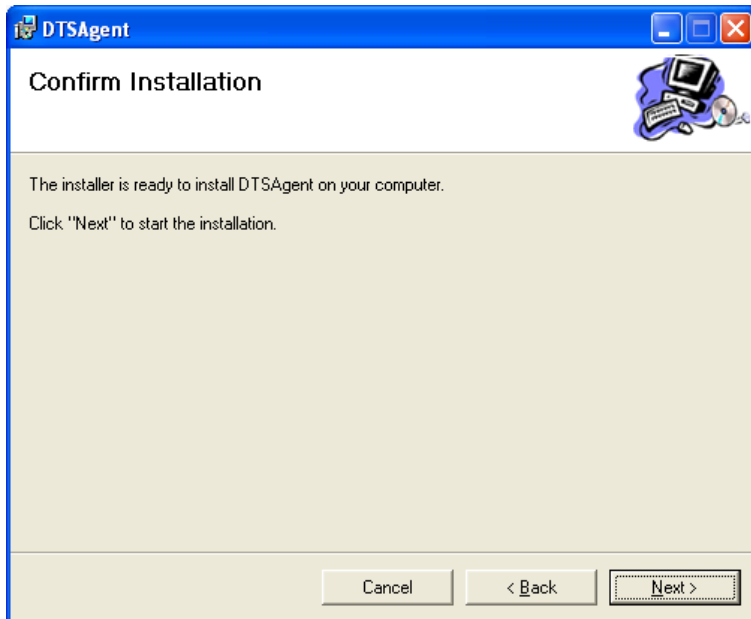 DTSAgent
Confirm Installation
The installer is ready to install DTSAgent on your computer.
Click "Next" to start the installation.
Cancel
< Back
Next >